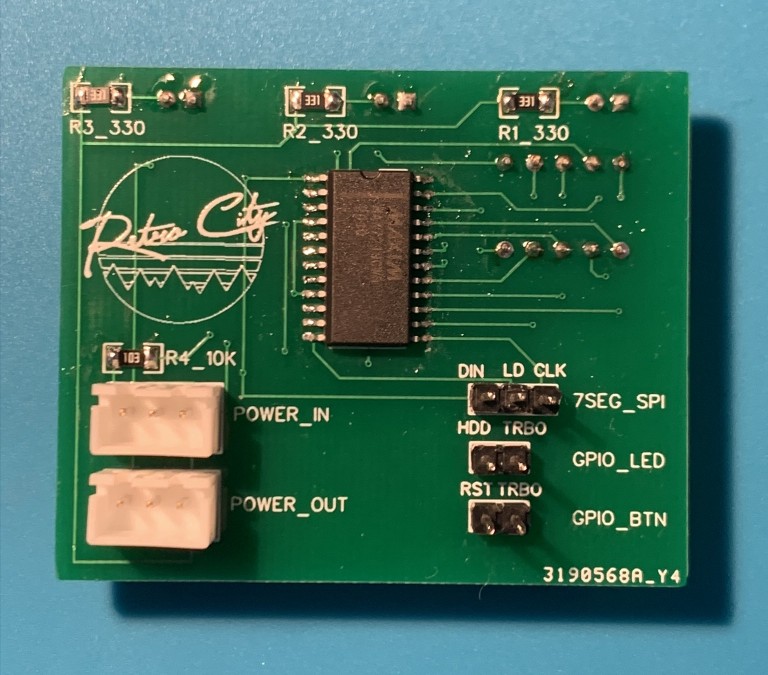 331
331
331
R3_330
R2_330
R1_330
Retro City
103
R4_10K
DIN LD CLK
7SEG_SPI
POWER_IN
HDD TRBO
GPIO_LED
RST TRBO
POWER_OUT
GPIO_BTN
3190568A_Y4